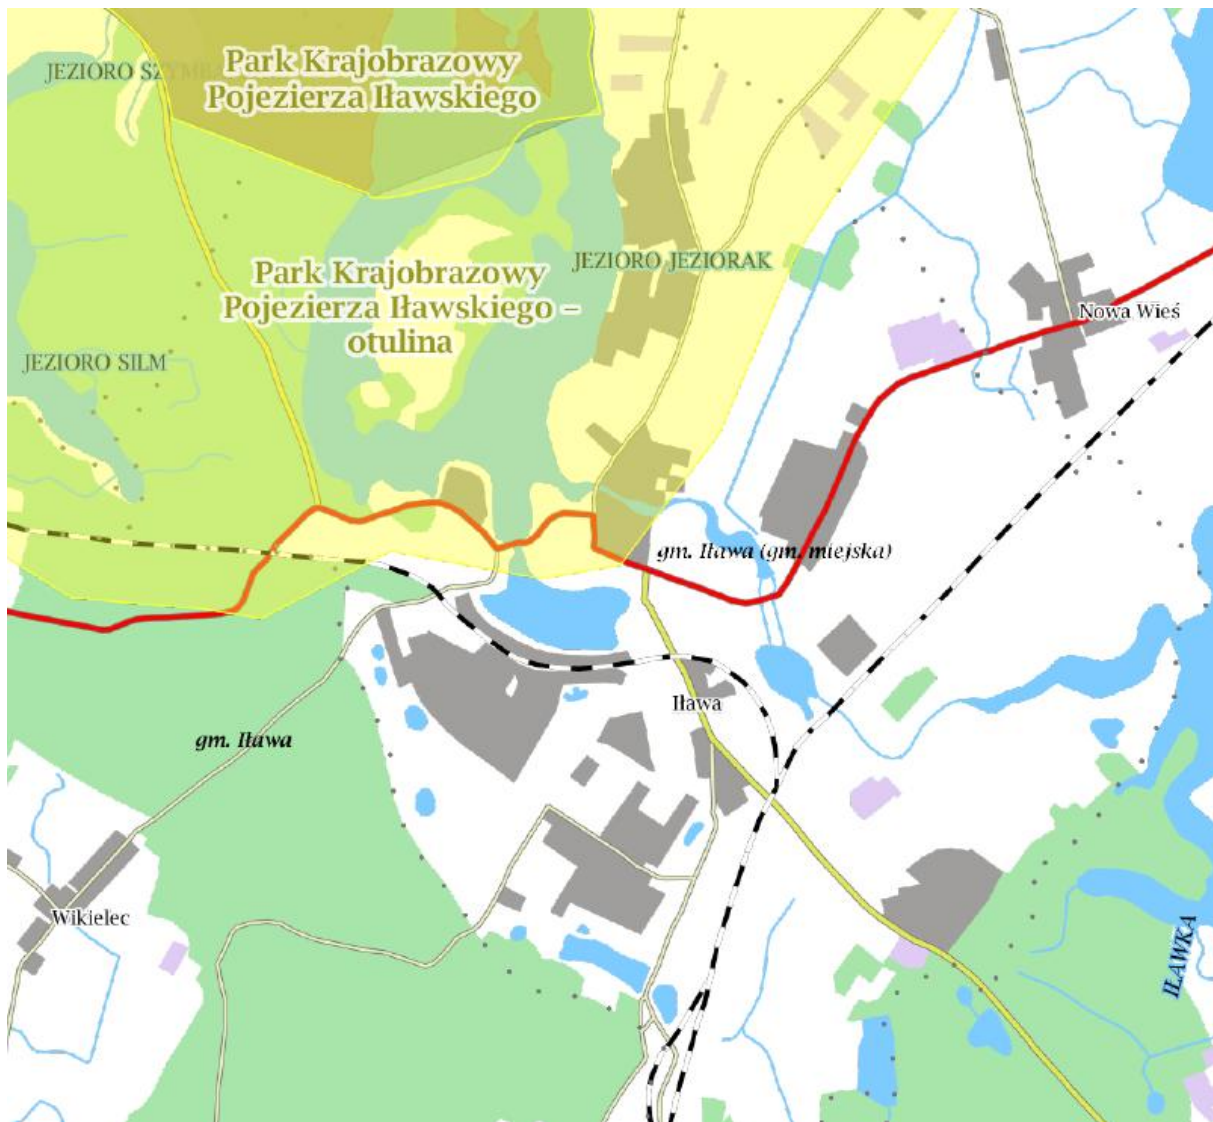 Park Krajobrazowy
Pojezierza Iławskiego
JEZIORO
JEZIORO JEZIORAK
Park Krajobrazowy
Pojezierza Iławskiego –
otulina
Nowa Wieś
JEZIORO SILM
gm. Iława (gm. miejska)
Iława
gm. Iława
Wikielec
IŁAWKA